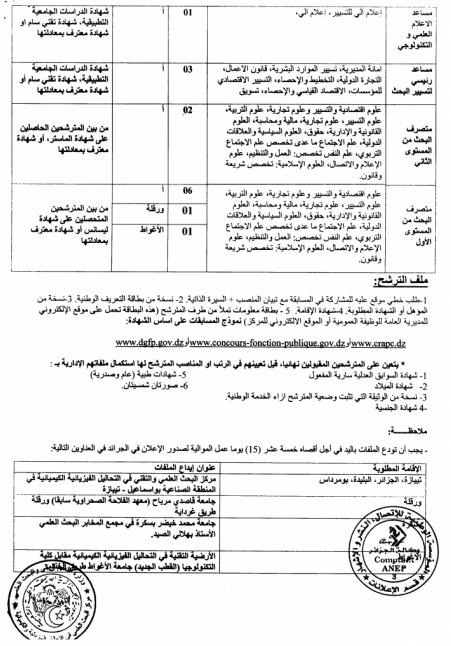 مساعد
الاعلام
العلمي و
التكنولوجي
إعلام آلي للتسيير، إعلام آلي.
01
أ
شهادة الدراسات الجامعية
التطبيقية، شهادة تقني سام او
شهادة معترف بمعادلتها
مساعد
رئيسي
لتسيير البحث
امانة المديرية، تسيير الموارد البشرية، قانون الاعمال،
التجارة الدولية، التخطيط والإحصاء، التسيير الاقتصادي
للمؤسسات، الاقتصاد القياسي والإحصاء، تسويق
03
أ
شهادة الدراسات الجامعية
التطبيقية، شهادة تقني سام أو
شهادة معترف بمعادلتها
متصرف
البحث من
المستوى
الثاني
علوم اقتصادية والتسيير وعلوم تجارية، علوم التربية،
علوم التسيير، علوم تجارية، مالية ومحاسبة، العلوم
القانونية والإدارية، حقوق، العلوم السياسية والعلاقات
الدولية، علم الاجتماع ما عدى تخصص علم الاجتماع
التربوي، علم النفس تخصص: العمل والتنظيم، علوم
الإعلام والاتصال، العلوم الإسلامية: تخصص شريعة
وقانون.
02
أ
من بين المترشحين الحاصلين
على شهادة الماستر، أو شهادة
معترف بمعادلتها
متصرف
البحث من
المستوى
الأول
علوم اقتصادية والتسيير وعلوم تجارية، علوم التربية،
علوم التسيير، علوم تجارية، مالية ومحاسبة، العلوم
القانونية والإدارية، حقوق، العلوم السياسية والعلاقات
الدولية، علم الاجتماع ما عدى تخصص علم الاجتماع
التربوي، علم النفس تخصص: العمل والتنظيم، علوم
الإعلام والاتصال، العلوم الإسلامية: تخصص شريعة
وقانون.
06
أ
01
ورقلة
01
الأغواط
من بين المترشحين
المتحصلين على شهادة
ليسانس أو شهادة معترف
بمعادلتها
ملف الترشح:
1-طلب خطي موقع عليه للمشاركة في المسابقة مع تبيان المنصب + السيرة الذاتية. 2- نسخة من بطاقة التعريف الوطنية. 3-نسخة من
المؤهل أو الشهادة المطلوبة. 4-شهادة الإقامة. 5- بطاقة معلومات تملأ من طرف المترشح (هذه البطاقة تحمل على موقع الإلكتروني
للمديرية العامة للوظيفة العمومية أو الموقع الالكتروني للمركز) نموذج المسابقات على اساس الشهادة:
www.dgfp.gov.dz و www.concours-fonction-publique.gov.dz أو www.crapc.dz
* يتعين على المترشحين المقبولين نهائيا، قبل تعيينهم في الرتب او المناصب المترشح لها استكمال ملفاتهم الإدارية بـ :
1- شهادة السوابق العدلية سارية المفعول
5- شهادات طبية (عام وصدرية)
2- شهادة الميلاد
6- صورتان شمسيتان.
3- نسخة من الوثيقة التي تثبت وضعية المترشح ازاء الخدمة الوطنية.
4- شهادة الجنسية
ملاحظــة:
- يجب أن تودع الملفات باليد في أجل أقصاه خمسة عشر (15) يوما عمل الموالية لصدور الإعلان في الجرائد في العناوين التالية:
الإقامة المطلوبة
عنوان إيداع الملفات
تيبازة، الجزائر، البليدة، بومرداس
مركز البحث العلمي والتقني في التحاليل الفيزيائية الكيميائية في
المنطقة الصناعية بواسماعيل - تيبازة
ورقلة
جامعة قاصدي مرباح (معهد الفلاحة الصحراوية سابقا) ورقلة
طريق غرداية
جامعة محمد خيضر بسكرة في مجمع المخابر البحث العلمي
الأستاذ بهلالي الصيد.
الأرضية التقنية في التحاليل الفيزيائية الكيميائية مقابل كلية
التكنولوجيا (القطب الجديد) جامعة الأغواط طريق
وكالة الجزائر
Comptant
ANEP
3